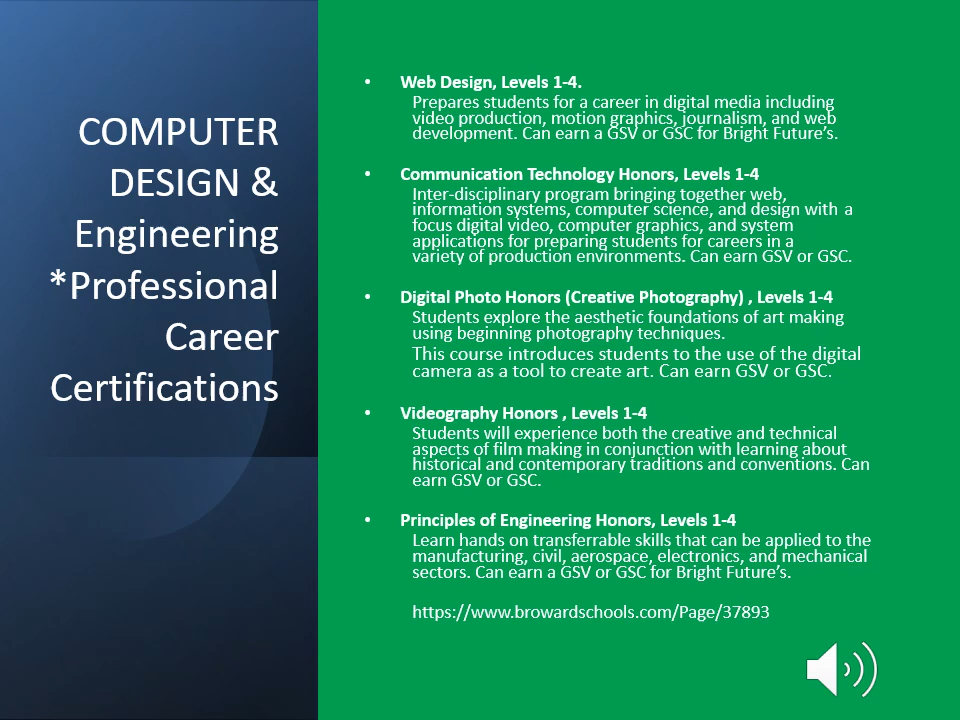 COMPUTER
DESIGN &
Engineering
*Professional
Career
Certifications
• Web Design, Levels 1-4.
Prepares students for a career in digital media including
video production, motion graphics, journalism, and web
development. Can earn a GSV or GSC for Bright Future’s.
• Communication Technology Honors, Levels 1-4
Inter-disciplinary program bringing together web,
information systems, computer science, and design with a
focus digital video, computer graphics, and system
applications for preparing students for careers in a
variety of production environments. Can earn GSV or GSC.
• Digital Photo Honors (Creative Photography) , Levels 1-4
Students explore the aesthetic foundations of art making
using beginning photography techniques.
This course introduces students to the use of the digital
camera as a tool to create art. Can earn GSV or GSC.
• Videography Honors , Levels 1-4
Students will experience both the creative and technical
aspects of film making in conjunction with learning about
historical and contemporary traditions and conventions. Can
earn GSV or GSC.
• Principles of Engineering Honors, Levels 1-4
Learn hands on transferrable skills that can be applied to the
manufacturing, civil, aerospace, electronics, and mechanical
sectors. Can earn a GSV or GSC for Bright Future’s.
https://www.browardschools.com/Page/37893